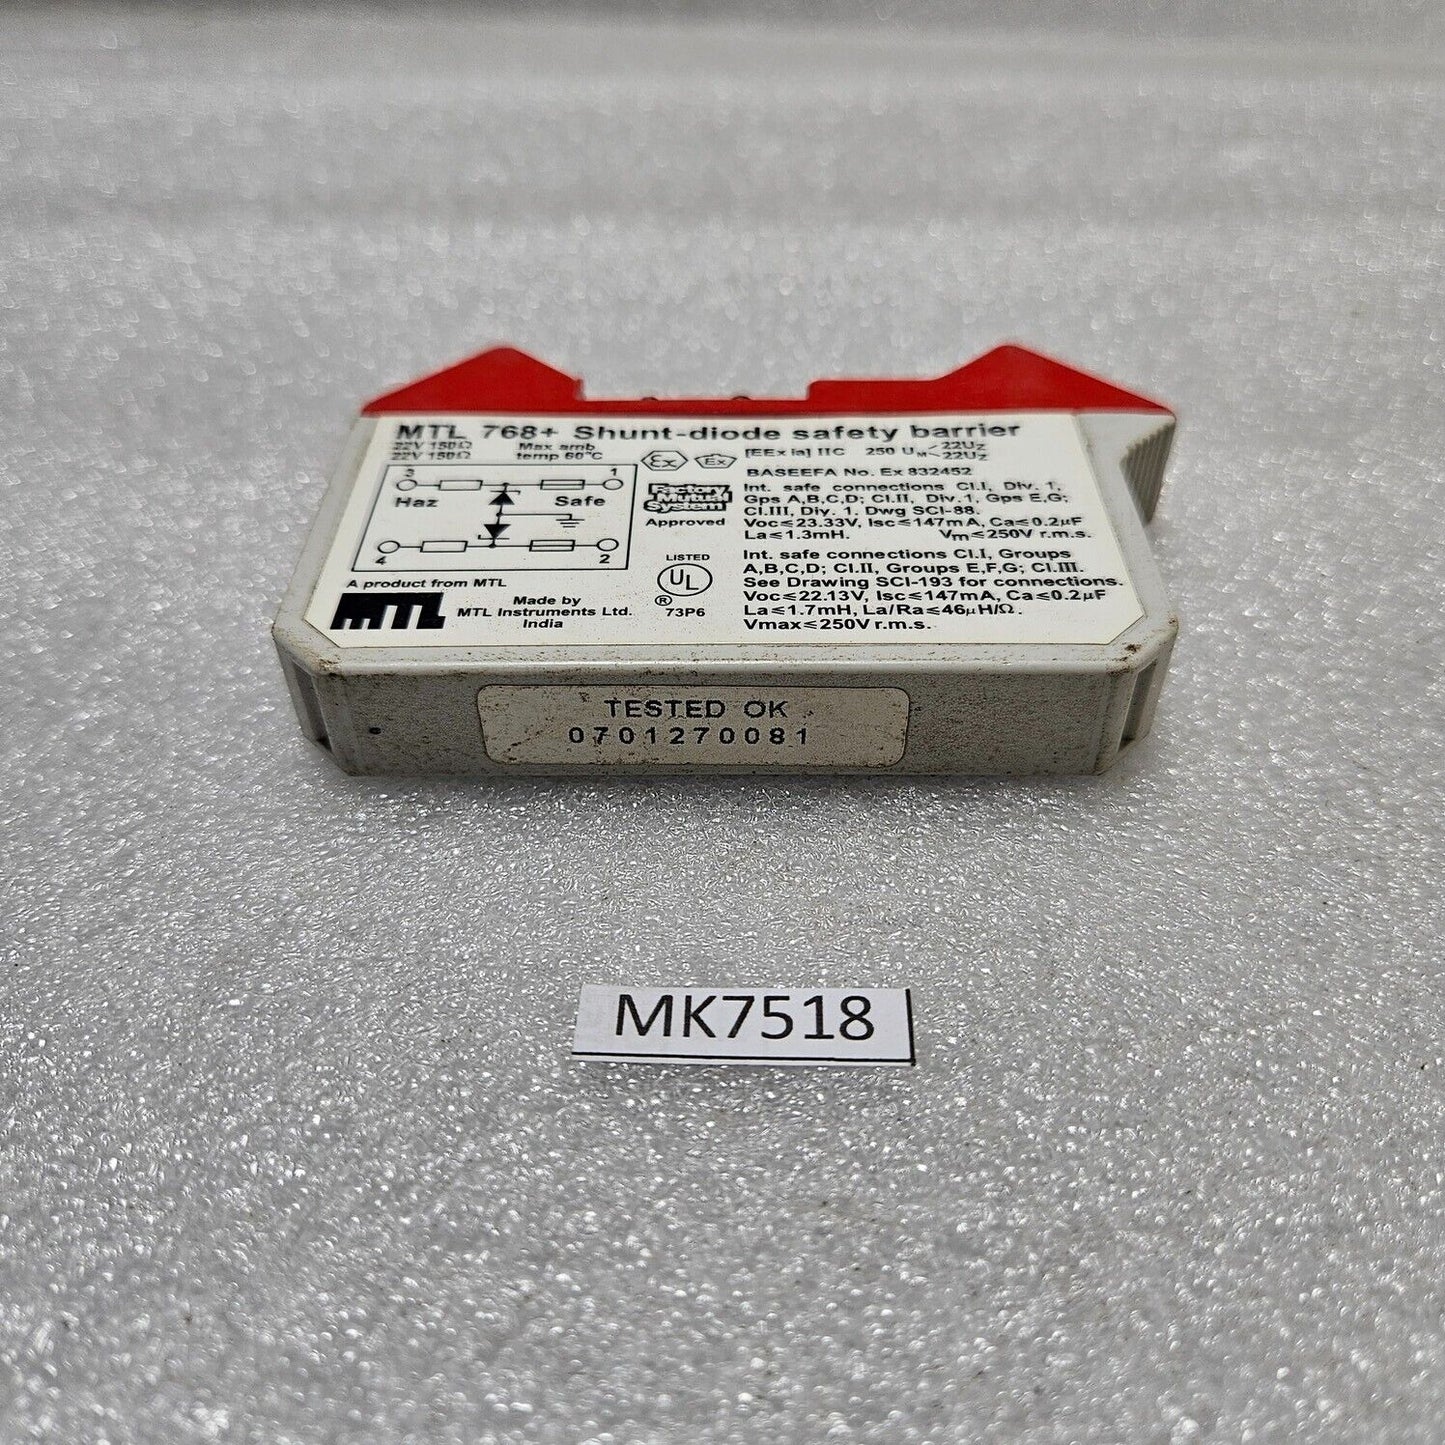 MTL 768+ Shunt-diode safety barrier
22V 150Ω
22V 150Ω
Max amb
temp 60°C
3
1
Haz
Safe
4
2
A product from MTL
MTL
Made by
MTL Instruments Ltd.
India
Ex
Ex
[EEx ia] IIC 250 UM 22Uz
22Uz
BASEEFA No. Ex 832452
Factory
Mutual
System
Approved
Int. safe connections Cl.I, Div. 1,
Gps A,B,C,D; Cl.II, Div.1, Gps E,G;
Cl.III, Div. 1. Dwg SCI-88.
Voc≤23.33V, Isc≤147mA, Ca≤0.2µF
La≤1.3mH. Vm≤250V r.m.s.
LISTED
UL
®
73P6
Int. safe connections Cl.I, Groups
A,B,C,D; Cl.II, Groups E,F,G; Cl.III.
See Drawing SCI-193 for connections.
Voc≤22.13V, Isc≤147mA, Ca≤0.2µF
La≤1.7mH, La/Ra≤46µH/Ω.
Vmax≤250V r.m.s.
TESTED OK
0701270081
MK7518